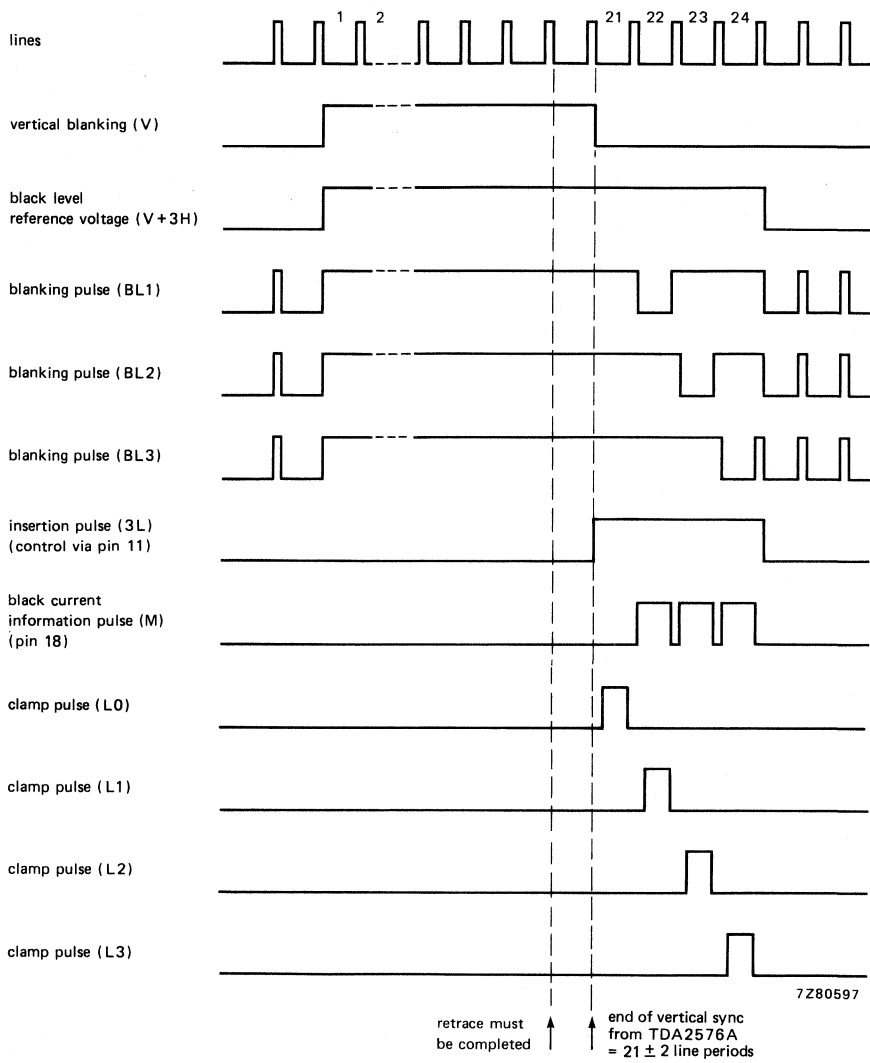 1 2 21 22 23 24
lines
vertical blanking (V)
black level
reference voltage (V+3H)
blanking pulse (BL1)
blanking pulse (BL2)
blanking pulse (BL3)
insertion pulse (3L)
(control via pin 11)
black current
information pulse (M)
(pin 18)
clamp pulse (L0)
clamp pulse (L1)
clamp pulse (L2)
clamp pulse (L3)
7Z80597
retrace must
be completed
end of vertical sync
from TDA2576A
= 21 ± 2 line periods